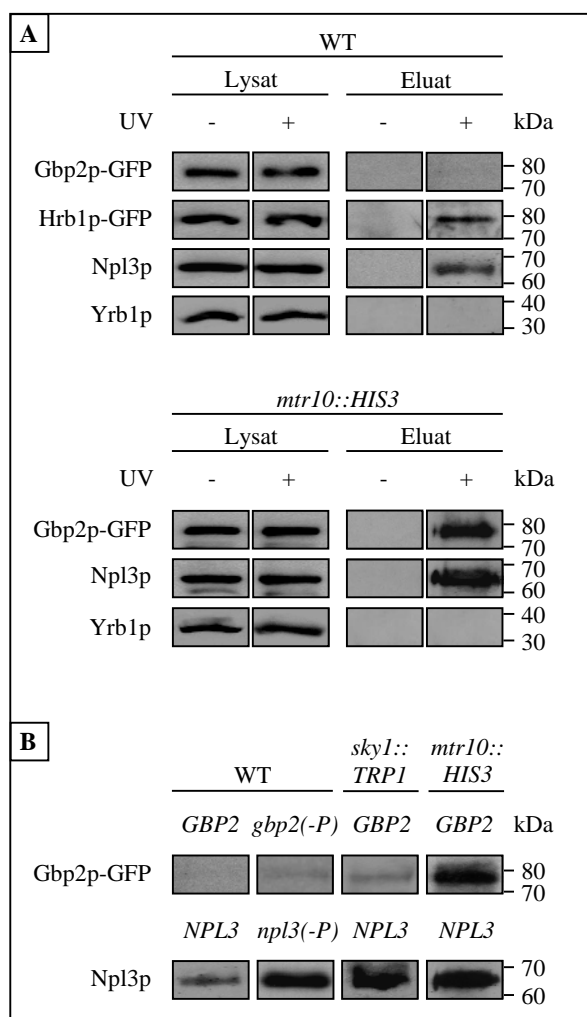 A
WT
Lysat Eluat
UV - + - + kDa
Gbp2p-GFP 80
70
Hrb1p-GFP 80
70
Npl3p 70
60
Yrb1p 40
30
mtr10::HIS3
Lysat Eluat
UV - + - + kDa
Gbp2p-GFP 80
70
Npl3p 70
60
Yrb1p 40
30
B
sky1:: mtr10::
WT TRP1 HIS3
GBP2 gbp2(-P) GBP2 GBP2 kDa
Gbp2p-GFP 80
70
NPL3 npl3(-P) NPL3 NPL3
Npl3p 70
60